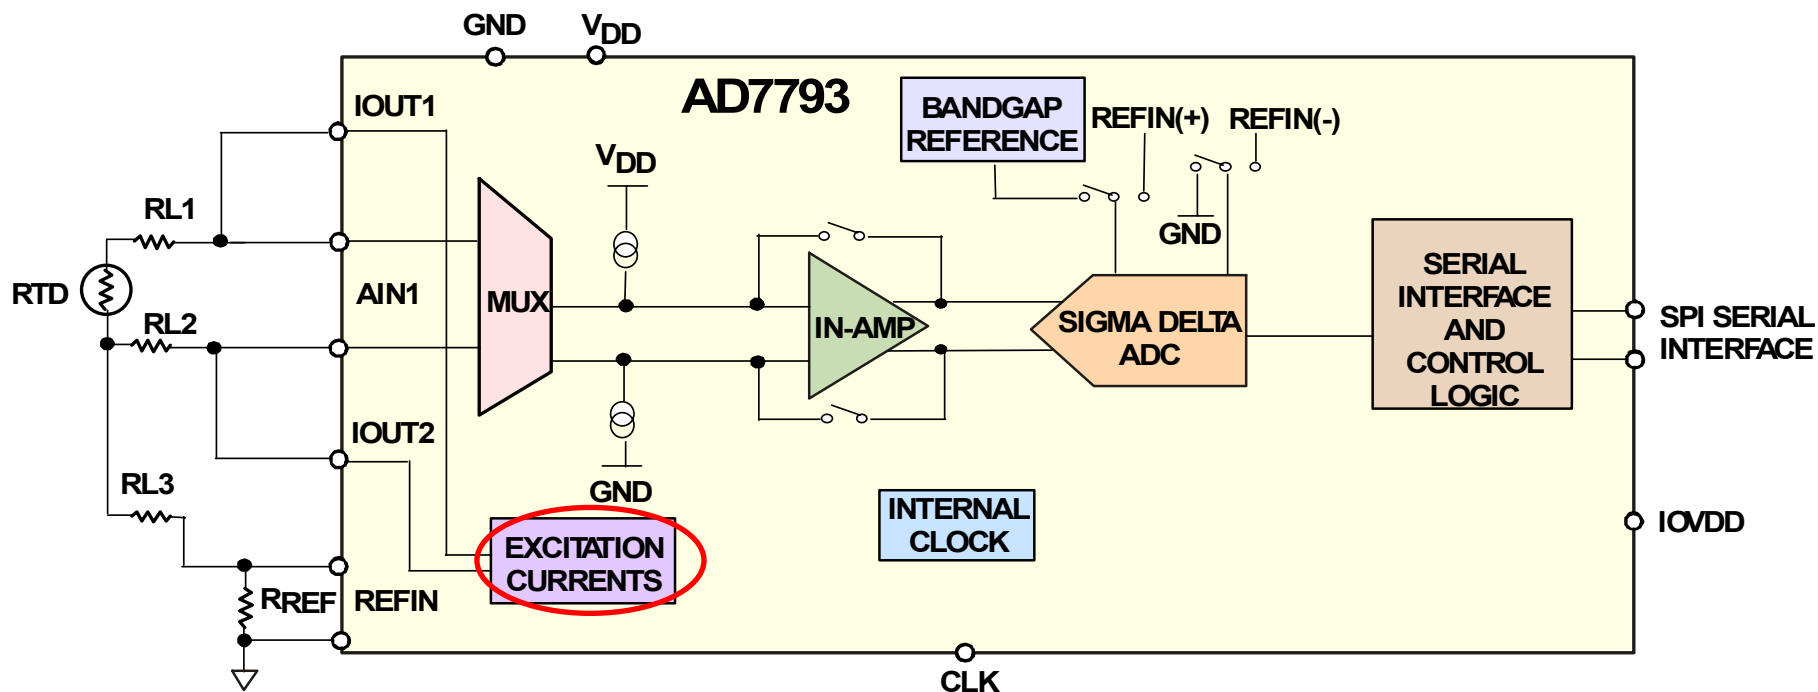 GND
VDD
AD7793
IOUT1
BANDGAP
REFERENCE
REFIN(+)
REFIN(-)
VDD
RL1
GND
RTD
AIN1
MUX
RL2
IN-AMP
SIGMA DELTA
ADC
SERIAL
INTERFACE
AND
CONTROL
LOGIC
SPI SERIAL
INTERFACE
IOUT2
RL3
GND
INTERNAL
CLOCK
IOVDD
EXCITATION
CURRENTS
RREF
REFIN
CLK